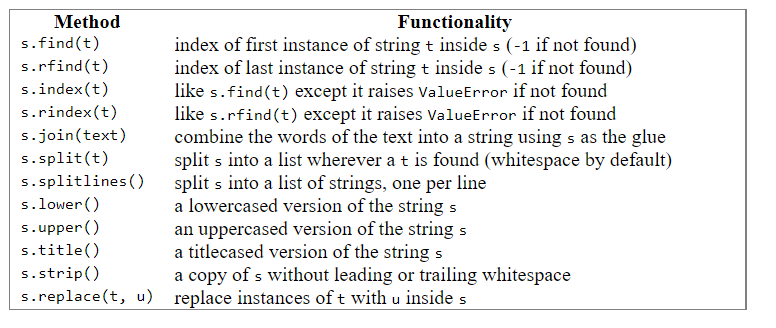 Method Functionality
s.find(t) index of first instance of string t inside s (-1 if not found)
s.rfind(t) index of last instance of string t inside s (-1 if not found)
s.index(t) like s.find(t) except it raises ValueError if not found
s.rindex(t) like s.rfind(t) except it raises ValueError if not found
s.join(text) combine the words of the text into a string using s as the glue
s.split(t) split s into a list wherever a t is found (whitespace by default)
s.splitlines() split s into a list of strings, one per line
s.lower() a lowercased version of the string s
s.upper() an uppercased version of the string s
s.title() a titlecased version of the string s
s.strip() a copy of s without leading or trailing whitespace
s.replace(t, u) replace instances of t with u inside s